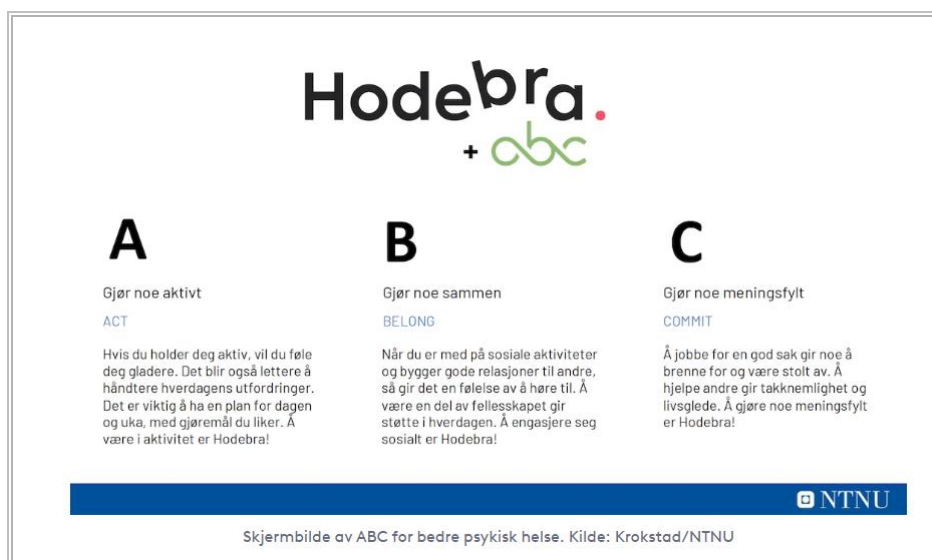 Hodebra.
+ abc
A
Gjør noe aktivt
ACT
Hvis du holder deg aktiv, vil du føle
deg gladere. Det blir også lettere å
håndtere hverdagens utfordringer.
Det er viktig å ha en plan for dagen
og uka, med gjøremål du liker. Å
være i aktivitet er Hodebra!
B
Gjør noe sammen
BELONG
Når du er med på sosiale aktiviteter
og bygger gode relasjoner til andre,
så gir det en følelse av å høre til. Å
være en del av fellesskapet gir
støtte i hverdagen. Å engasjere seg
sosialt er Hodebra!
C
Gjør noe meningsfylt
COMMIT
Å jobbe for en god sak gir noe å
brenne for og være stolt av. Å
hjelpe andre gir takknemlighet og
livsglede. Å gjøre noe meningsfylt
er Hodebra!
NTNU
Skjermbilde av ABC for bedre psykisk helse. Kilde: Krokstad/NTNU